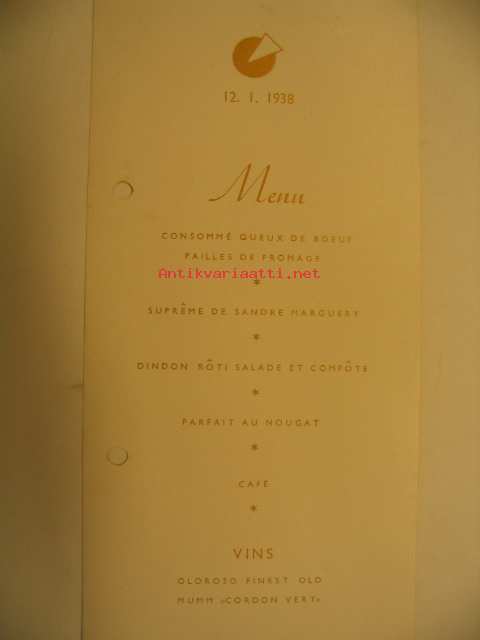 12. 1. 1938
Menu
CONSOMMÉ QUEUX DE BOEUF
PAILLES DE FROMAGE
Antikvariaatti.net
*
SUPRÊME DE SANDRE MARGUERY
*
DINDON RÔTI SALADE ET COMPÔTE
*
PARFAIT AU NOUGAT
*
CAFÉ
*
VINS
OLOROSO FINEST OLD
MUMM »CORDON VERT»